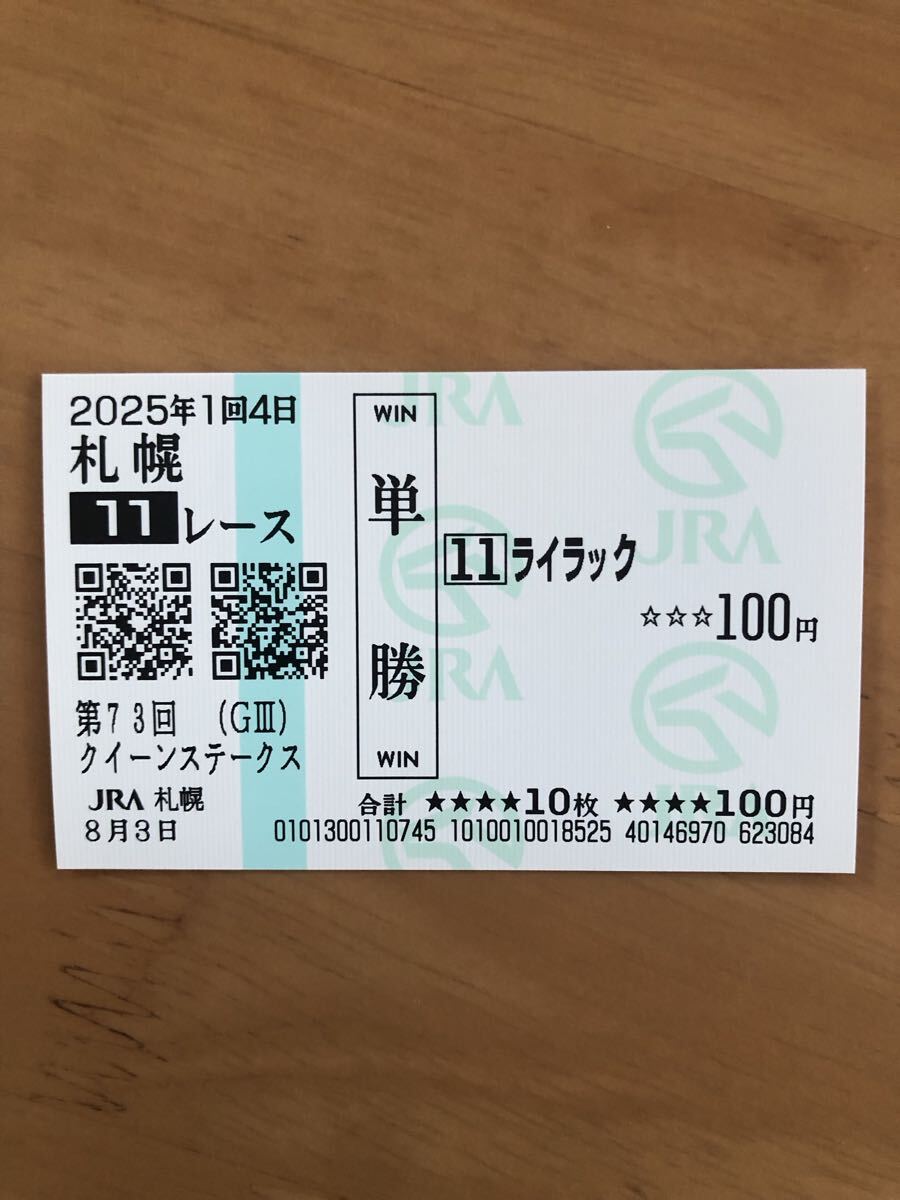 2025年1回4日
札幌
11レース
第73回 (GⅢ)
クイーンステークス
JRA 札幌
8月3日
WIN
単勝
WIN
11ライラック
☆☆☆100円
合計 ★★★★10枚 ★★★★100円
0101300110745 1010010018525 40146970 623084
JRA
JRA
JRA
JRA